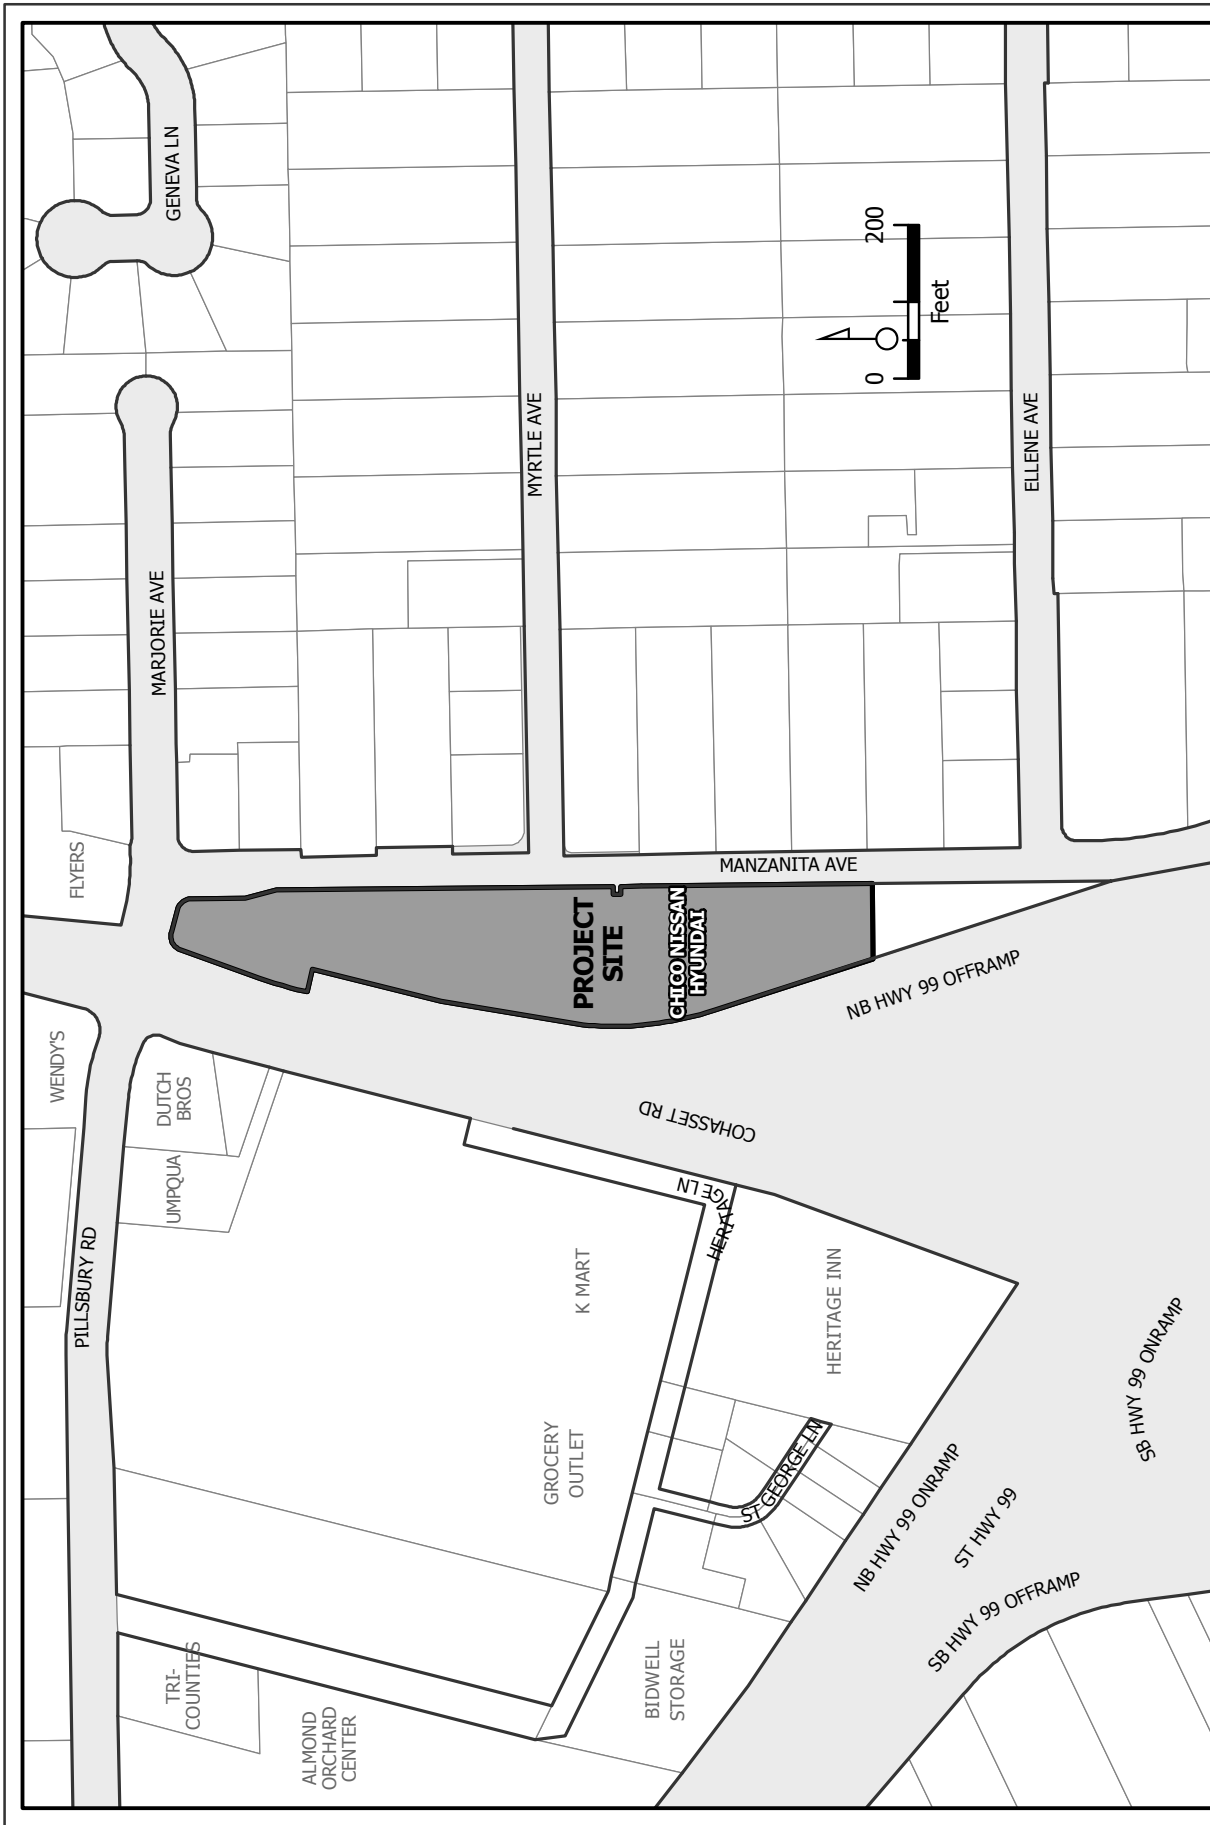 GENEVA LN
MARJORIE AVE
MYRTLE AVE
ELLENE AVE
0
200
Feet
FLYERS
MANZANITA AVE
PROJECT
SITE
CHICO NISSAN
HYUNDAI
NB HWY 99 OFFRAMP
WENDY'S
DUTCH
BROS
UMPQUA
COHASSET RD
PILLSBURY RD
HERITAGE LN
K MART
HERITAGE INN
GROCERY
OUTLET
ST GEORGE LN
SB HWY 99 ONRAMP
NB HWY 99 ONRAMP
ST HWY 99
SB HWY 99 OFFRAMP
TRI-
COUNTIES
ALMOND
ORCHARD
CENTER
BIDWELL
STORAGE